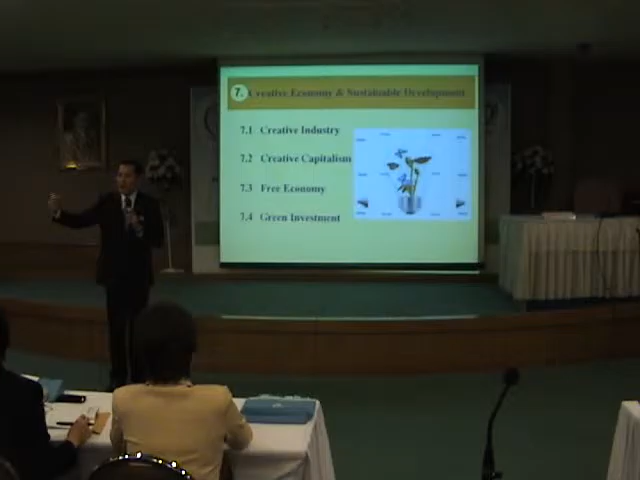 7. Creative Economy & Sustainable Development
7.1 Creative Industry
7.2 Creative Capitalism
7.3 Free Economy
7.4 Green Investment